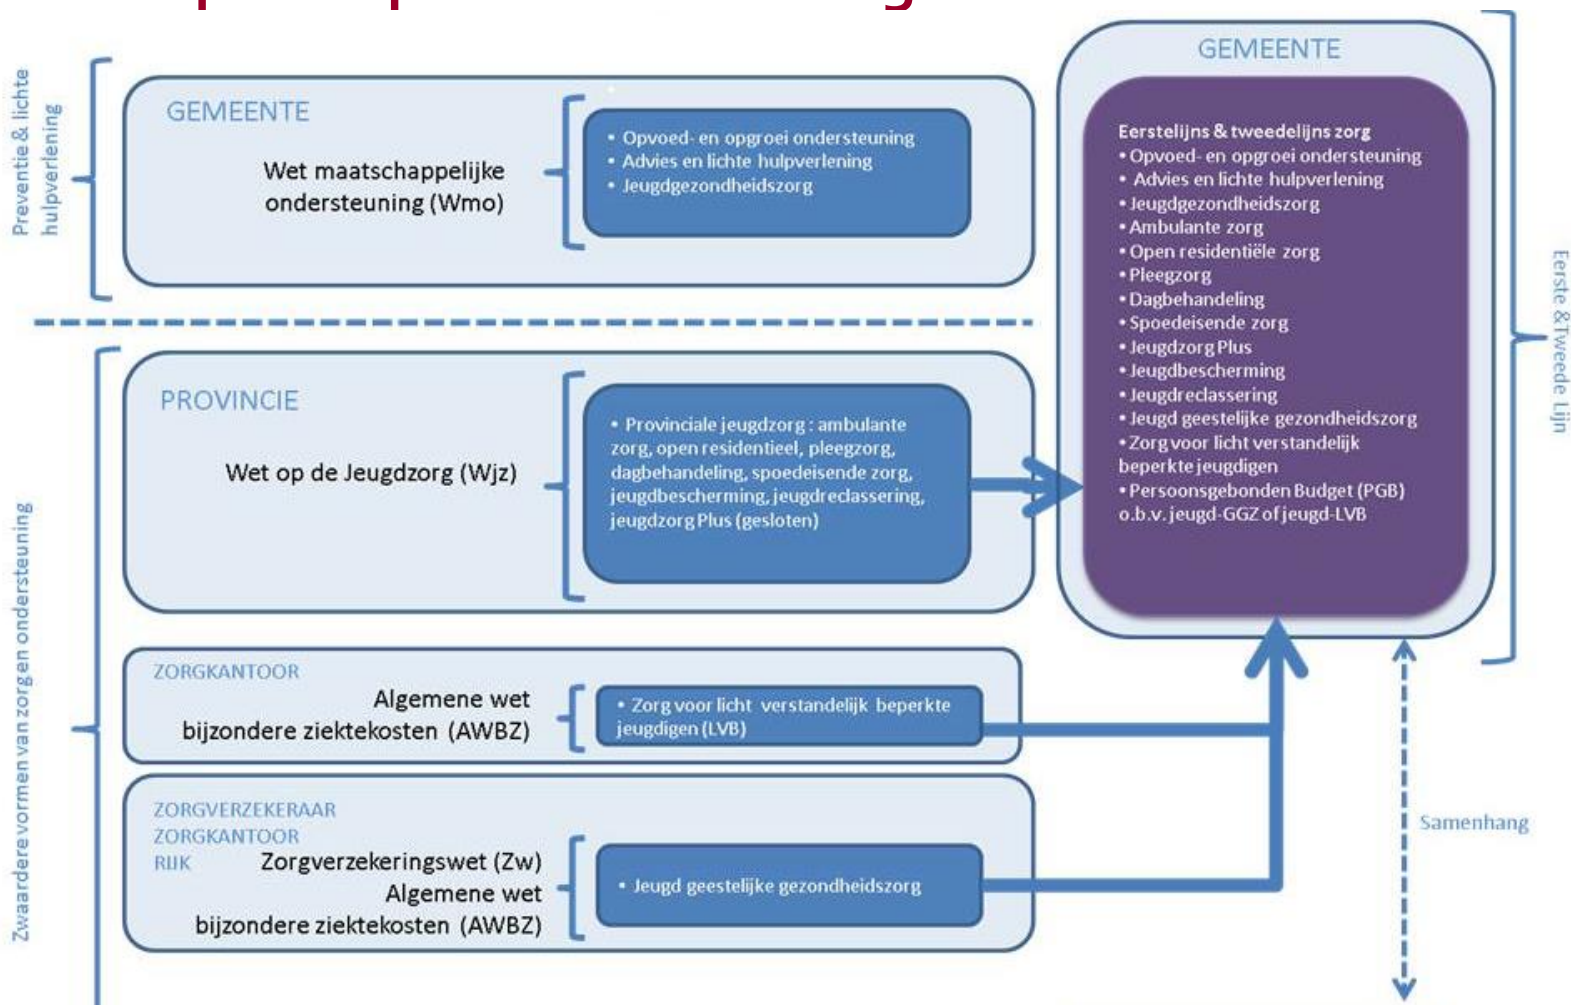 Preventie & lichte
hulpverlening
GEMEENTE
Wet maatschappelijke
ondersteuning (Wmo)
• Opvoed- en opgroei ondersteuning
• Advies en lichte hulpverlening
• Jeugdgezondheidszorg
Zwaardere vormen van zorg en ondersteuning
PROVINCIE
Wet op de Jeugdzorg (Wjz)
• Provinciale jeugdzorg : ambulante
zorg, open residentieel, pleegzorg,
dagbehandeling, spoedeisende zorg,
jeugdbescherming, jeugdreclassering,
jeugdzorg Plus (gesloten)
ZORGKANTOOR
Algemene wet
bijzondere ziektekosten (AWBZ)
• Zorg voor licht verstandelijk beperkte
jeugdigen (LVB)
ZORGVERZEKERAAR
ZORGKANTOOR
RIJK
Zorgverzekeringswet (Zw)
Algemene wet
bijzondere ziektekosten (AWBZ)
• Jeugd geestelijke gezondheidszorg
GEMEENTE
Eerstelijns & tweedelijns zorg
• Opvoed- en opgroei ondersteuning
• Advies en lichte hulpverlening
• Jeugdgezondheidszorg
• Ambulante zorg
• Open residentiële zorg
• Pleegzorg
• Dagbehandeling
• Spoedeisende zorg
• Jeugdzorg Plus
• Jeugdbescherming
• Jeugdreclassering
• Jeugd geestelijke gezondheidszorg
• Zorg voor licht verstandelijk
beperkte jeugdigen
• Persoonsgebonden Budget (PGB)
o.b.v. jeugd-GGZ of jeugd-LVB
Eerste & Tweede Lijn
Samenhang